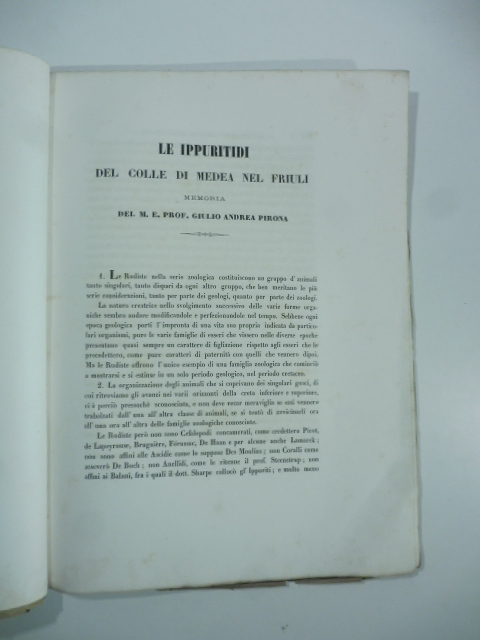 LE IPPURITIDI
DEL COLLE DI MEDEA NEL FRIULI
MEMORIA
DEL M. E. PROF. GIULIO ANDREA PIRONA
1. Le Rudiste nella serie zoologica costituiscono un gruppo d' animali
tanto singolari, tanto dispari da ogni altro gruppo, che ben meritano le più
serie considerazioni, tanto per parte dei geologi, quanto per parte dei zoologi.
La natura creatrice nello svolgimento successivo delle varie forme orga-
niche sembra andare modificandole e perfezionandole nel tempo. Sebbene ogni
epoca geologica porti l' impronta di una vita sua propria indicata da partico-
lari organismi, pure le varie famiglie di esseri che vissero nelle diverse epoche
presentano quasi sempre un carattere di figliazione rispetto agli esseri che le
procedettero, come pure caratteri di paternità con quelli che vennero dipoi.
Ma le Rudiste offrono l' unico esempio di una famiglia zoologica che cominciò
a mostrarsi e si estinse in un solo periodo geologico, nel periodo cretaceo.
2. La organizzazione degli animali che si coprivano dei singolari gusci, di
cui ritroviamo gli avanzi nei varii orizzonti della creta inferiore e superiore,
ci è perciò pressochè sconosciuta, e non deve recar meraviglia se essi vennero
trabalzati dall' una all' altra classe di animali, se si tentò di avvicinarli ora
all' una ora all' altra delle famiglie zoologiche conosciute.
Le Rudiste però non sono Cefalopodi concamerati, come credettero Picot,
de Lapeyrouse, Bruguière, Férussac, De Haan e per alcune anche Lamarck;
non sono affini alle Ascidie come le suppose Des Moulins; non Coralli come
asseverò De Buch; non Anellidi, come le ritenne il prof. Steenstrup; non
affini ai Balani, fra i quali il dott. Sharpe collocò gl' Ippuriti; e molto meno